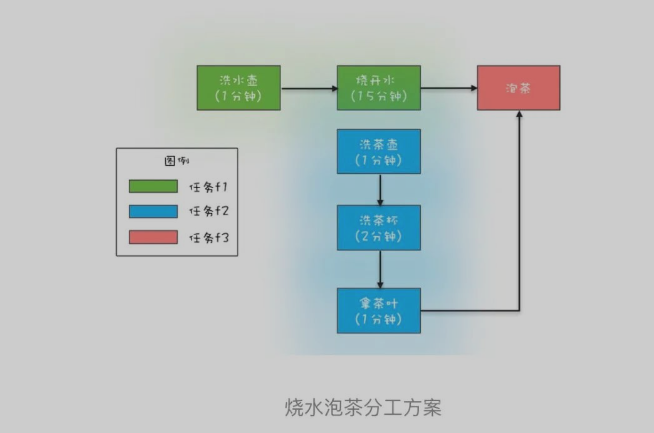 洗水壶
(1分钟)
烧开水
(15分钟)
泡茶
洗茶壶
(1分钟)
图例
任务f1
任务f2
任务f3
洗茶杯
(2分钟)
拿茶叶
(1分钟)
烧水泡茶分工方案